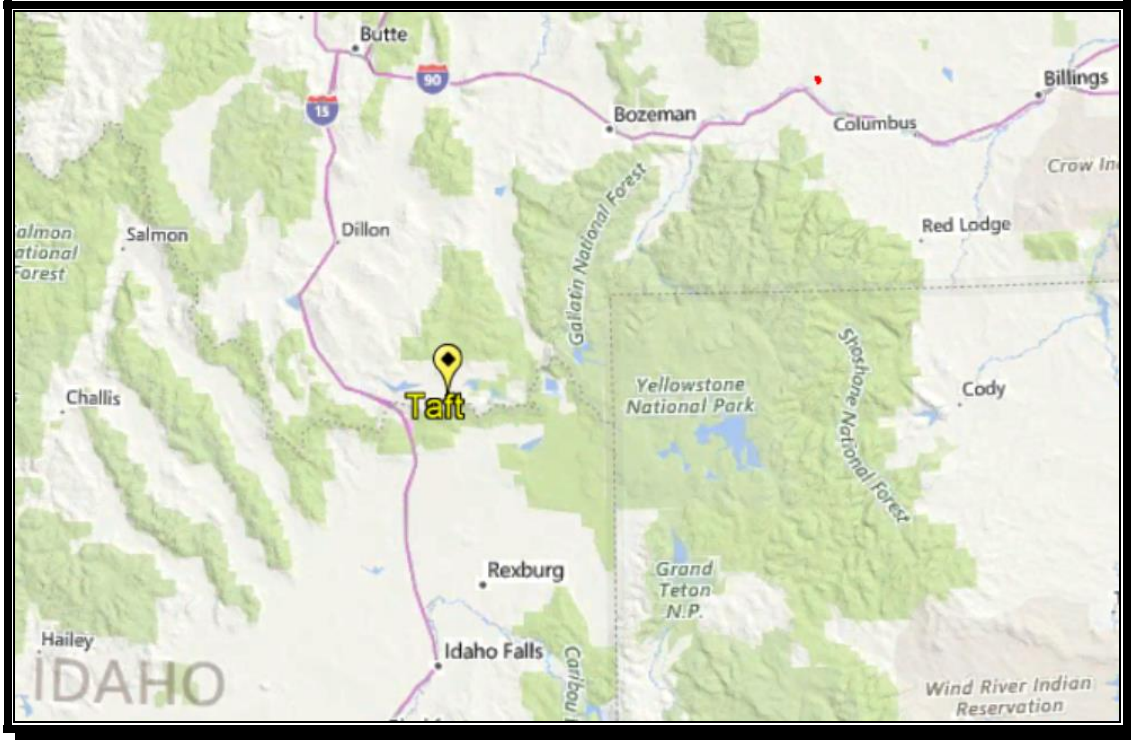 Butte
90
Billings
15
Bozeman
Columbus
Crow In
Gallatin National Forest
almon
ational
Forest
Salmon
Dillon
Red Lodge
Shoshone National Forest
Yellowstone
National Park
Cody
Challis
Taft
Rexburg
Grand
Teton
N.P.
Hailey
IDAHO
Idaho Falls
Caribou
Wind River Indian
Reservation